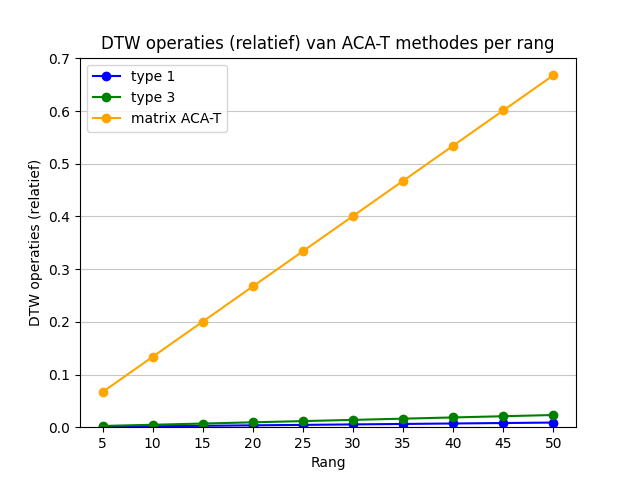 DTW operaties (relatief) van ACA-T methodes per rang
type 1
type 3
matrix ACA-T
DTW operaties (relatief)
0.7
0.6
0.5
0.4
0.3
0.2
0.1
0.0
5 10 15 20 25 30 35 40 45 50
Rang